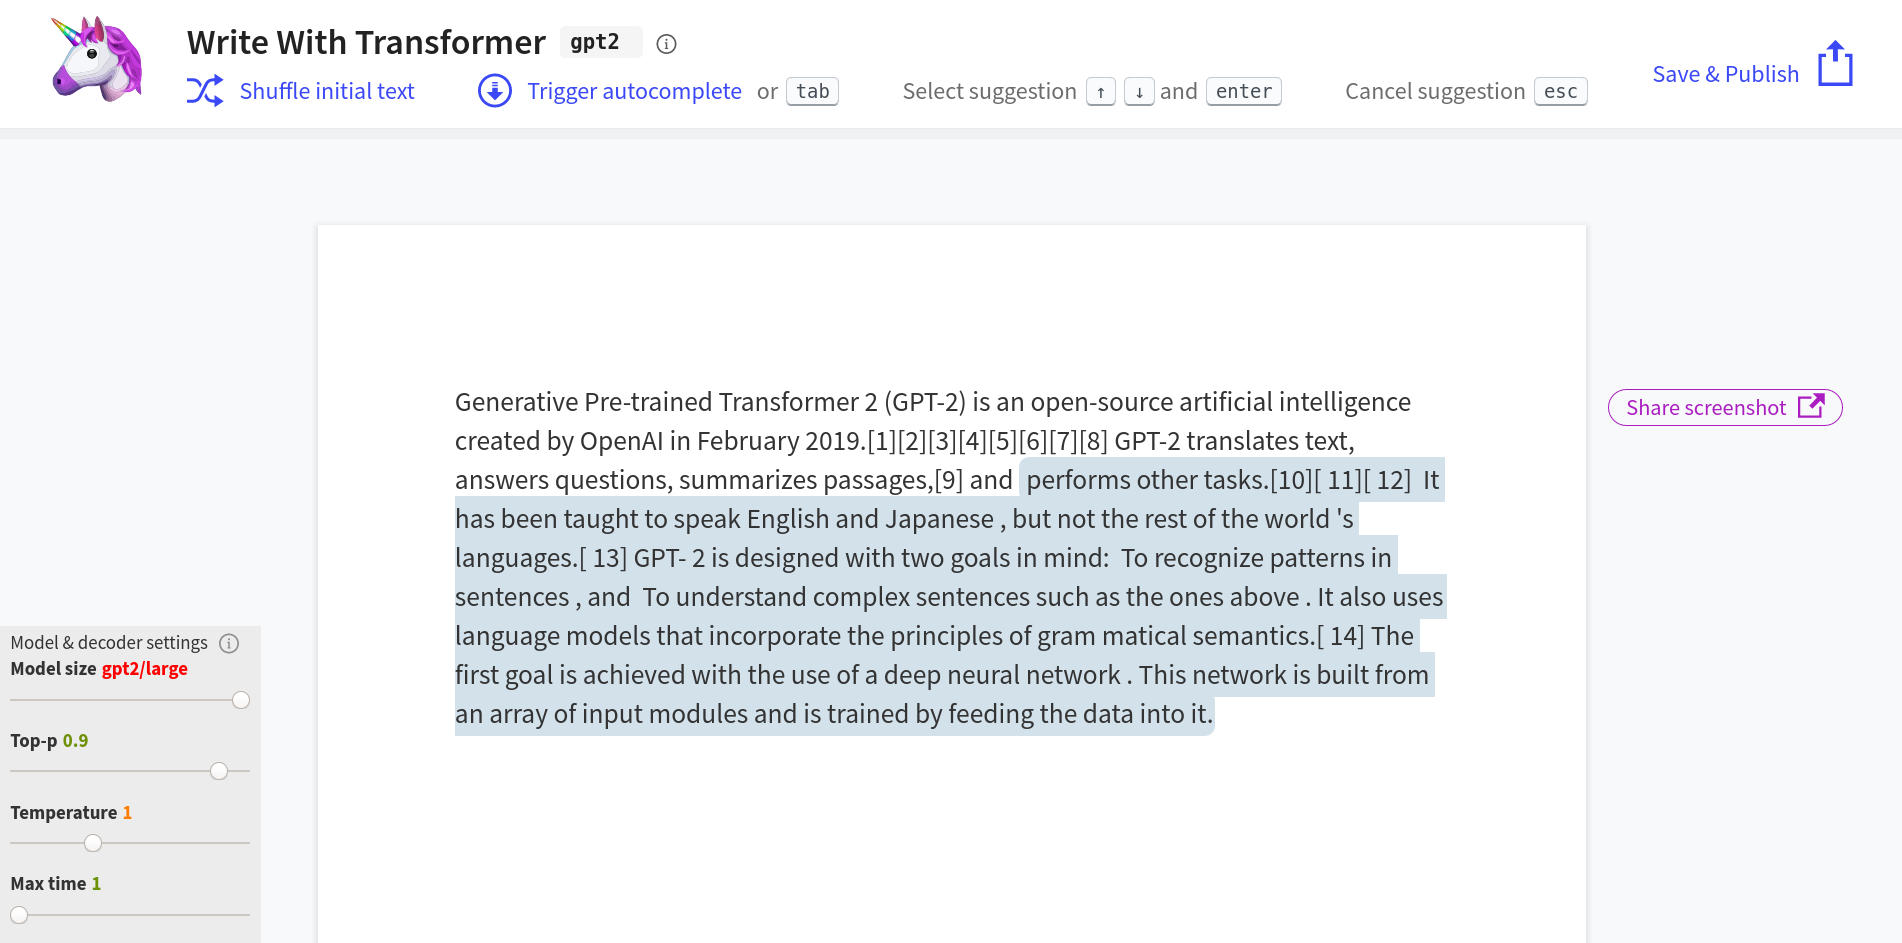 Write With Transformer gpt2
Shuffle initial text
Trigger autocomplete or tab
Select suggestion ↑ ↓ and enter
Cancel suggestion esc
Save & Publish
Generative Pre-trained Transformer 2 (GPT-2) is an open-source artificial intelligence
created by OpenAI in February 2019.[1][2][3][4][5][6][7][8] GPT-2 translates text,
answers questions, summarizes passages,[9] and performs other tasks.[10][ 11][ 12]  It
has been taught to speak English and Japanese , but not the rest of the world 's
languages.[ 13] GPT- 2 is designed with two goals in mind:  To recognize patterns in
sentences , and  To understand complex sentences such as the ones above . It also uses
language models that incorporate the principles of gram matical semantics.[ 14] The
first goal is achieved with the use of a deep neural network . This network is built from
an array of input modules and is trained by feeding the data into it.
Share screenshot
Model & decoder settings
Model size gpt2/large
Top-p 0.9
Temperature 1
Max time 1